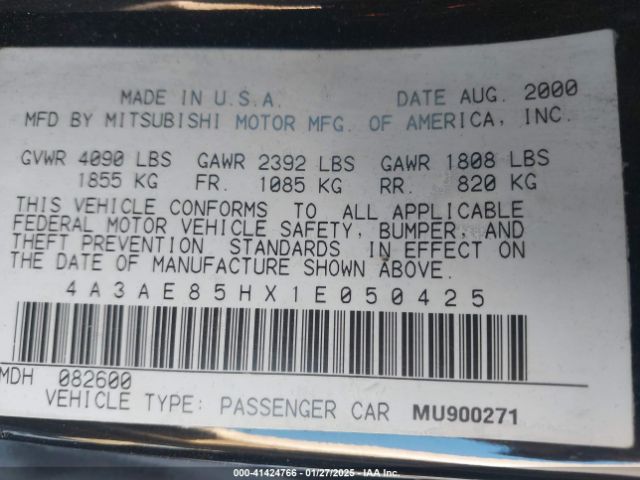 MADE IN U.S.A. DATE AUG. 2000
MFD BY MITSUBISHI MOTOR MFG. OF AMERICA, INC.
GVWR 4090 LBS GAWR 2392 LBS GAWR 1808 LBS
1855 KG FR. 1085 KG RR. 820 KG
THIS VEHICLE CONFORMS TO ALL APPLICABLE
FEDERAL MOTOR VEHICLE SAFETY, BUMPER, AND
THEFT PREVENTION STANDARDS IN EFFECT ON
THE DATE OF MANUFACTURE SHOWN ABOVE.
4A3AE85HX1E050425
MDH 082600
VEHICLE TYPE: PASSENGER CAR MU900271
000-41424766 - 01/27/2025 - IAA Inc.